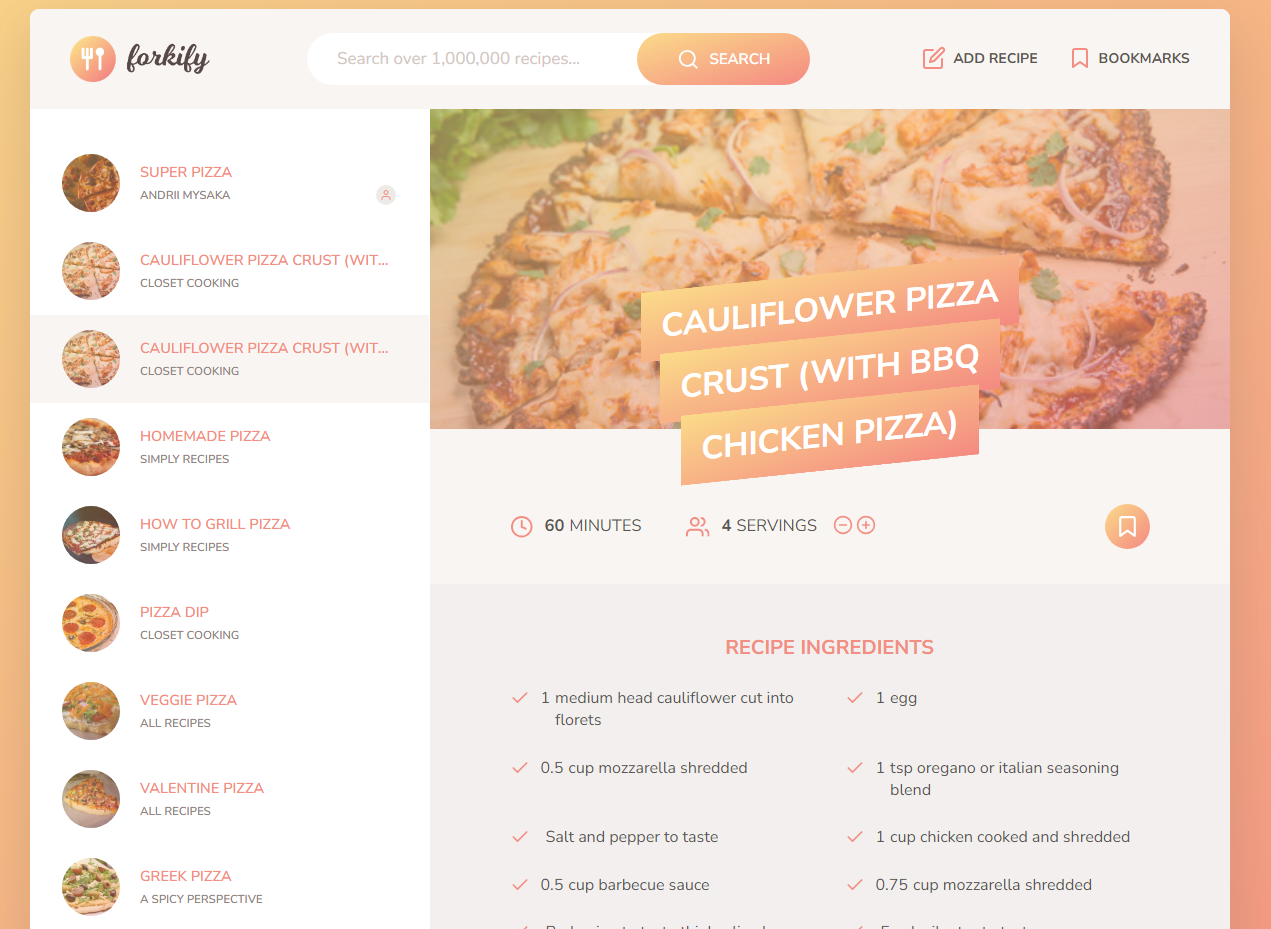 forkify
Search over 1,000,000 recipes...
SEARCH
ADD RECIPE
BOOKMARKS
SUPER PIZZA
ANDRII MYSAKA
CAULIFLOWER PIZZA CRUST (WIT...
CLOSET COOKING
CAULIFLOWER PIZZA CRUST (WIT...
CLOSET COOKING
HOMEMADE PIZZA
SIMPLY RECIPES
HOW TO GRILL PIZZA
SIMPLY RECIPES
PIZZA DIP
CLOSET COOKING
VEGGIE PIZZA
ALL RECIPES
VALENTINE PIZZA
ALL RECIPES
GREEK PIZZA
A SPICY PERSPECTIVE
CAULIFLOWER PIZZA
CRUST (WITH BBQ
CHICKEN PIZZA)
60 MINUTES
4 SERVINGS
RECIPE INGREDIENTS
1 medium head cauliflower cut into
florets
1 egg
0.5 cup mozzarella shredded
1 tsp oregano or italian seasoning
blend
Salt and pepper to taste
1 cup chicken cooked and shredded
0.5 cup barbecue sauce
0.75 cup mozzarella shredded